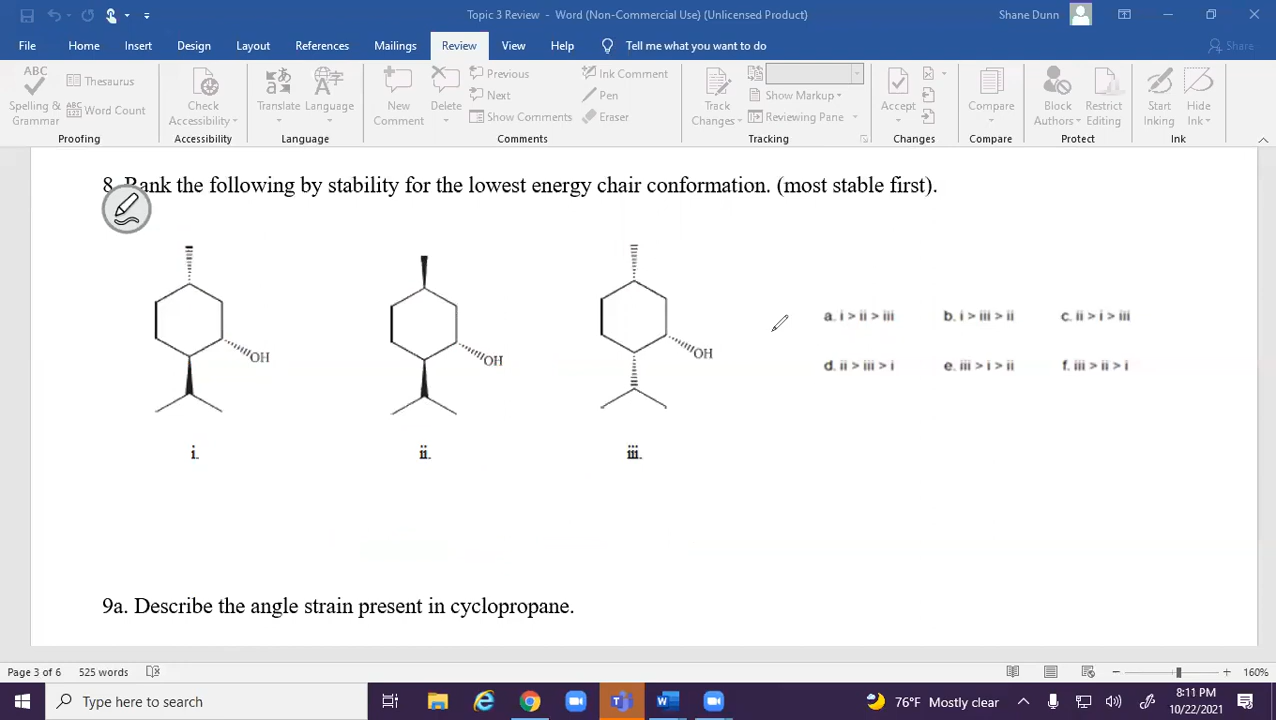 Topic 3 Review - Word (Non-Commercial Use) (Unlicensed Product)
Shane Dunn
File Home Insert Design Layout References Mailings Review View Help Tell me what you want to do Share
ABC
Spelling & Grammar
Thesaurus
ABC 123 Word Count
Proofing
Check Accessibility
Accessibility
Translate
Language
Language
New Comment
Delete
Previous
Next
Show Comments
Ink Comment
Pen
Eraser
Comments
Track Changes
Show Markup
Reviewing Pane
Tracking
Accept
Changes
Compare
Compare
Block Authors
Restrict Editing
Protect
Start Inking
Hide Ink
Ink
8. Rank the following by stability for the lowest energy chair conformation. (most stable first).
OH
OH
OH
i.
ii.
iii.
a. i > ii > iii b. i > iii > ii c. ii > i > iii
d. ii > iii > i e. iii > i > ii f. iii > ii > i
9a. Describe the angle strain present in cyclopropane.
Page 3 of 6 525 words
160%
Type here to search
76°F Mostly clear
8:11 PM
10/22/2021